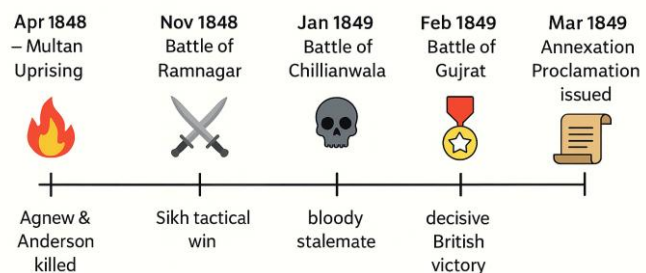 Apr 1848
– Multan
Uprising
Nov 1848
Battle of
Ramnagar
Jan 1849
Battle of
Chillianwala
Feb 1849
Battle of
Gujrat
Mar 1849
Annexation
Proclamation
issued
Agnew &
Anderson
killed
Sikh tactical
win
bloody
stalemate
decisive
British
victory